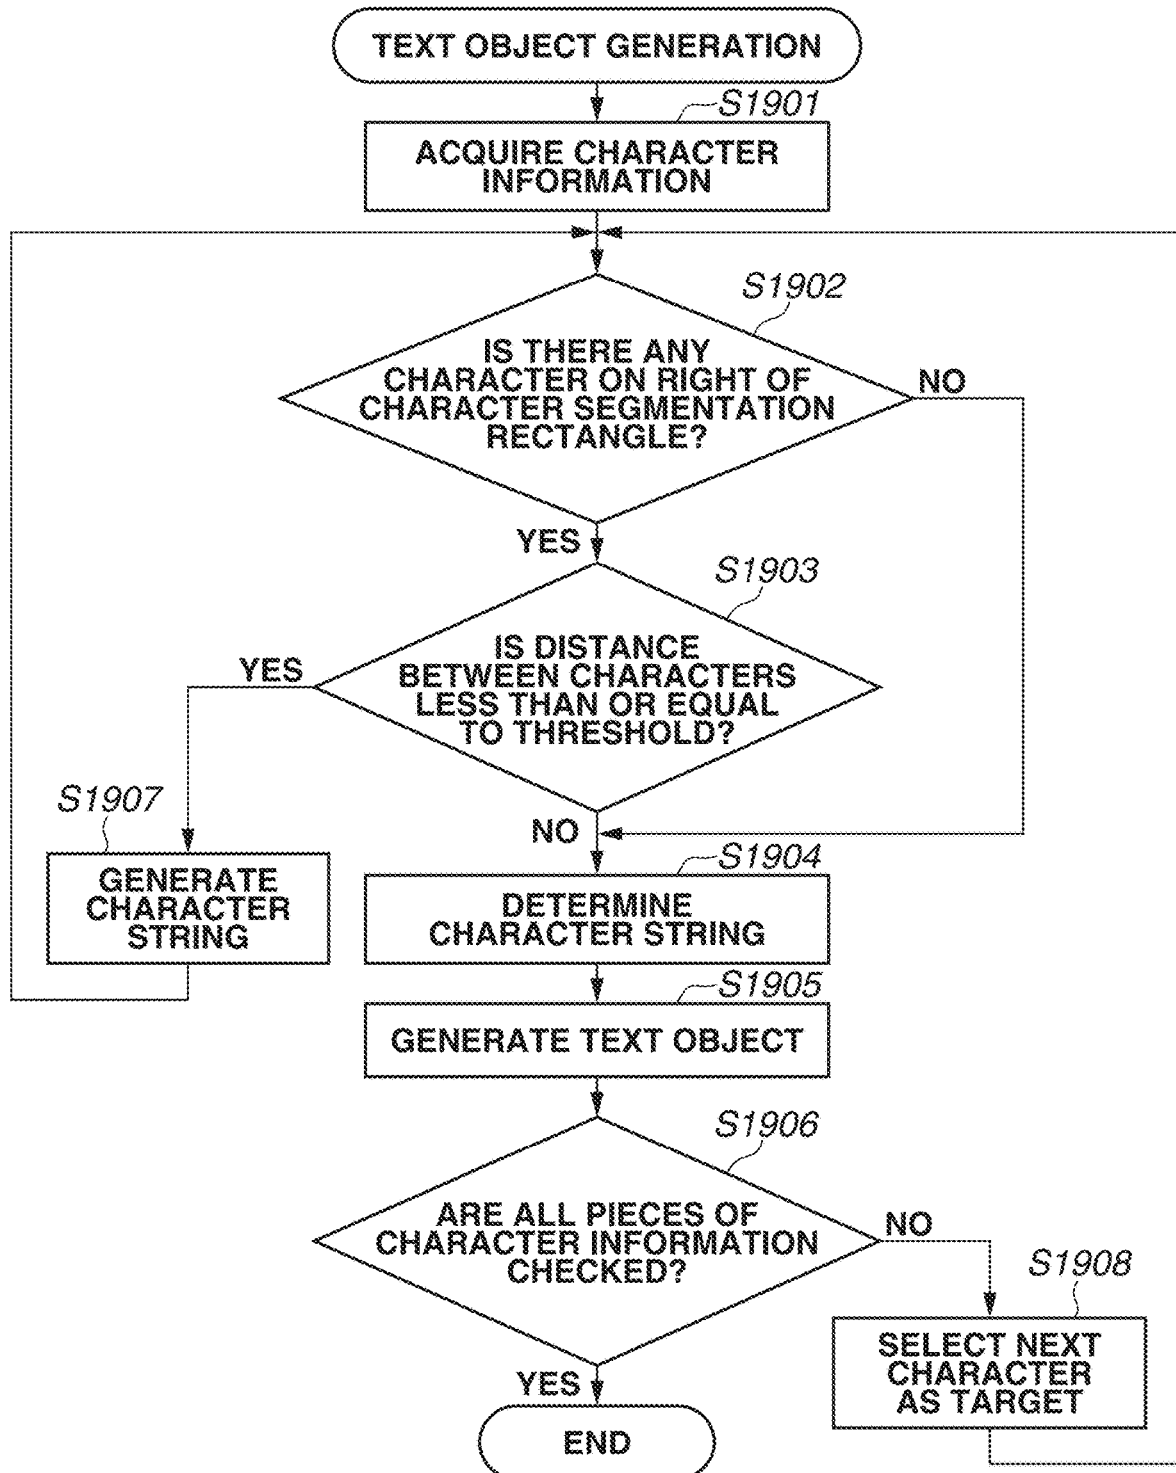 TEXT OBJECT GENERATION
S1901
ACQUIRE CHARACTER
INFORMATION
S1902
IS THERE ANY
CHARACTER ON RIGHT OF
CHARACTER SEGMENTATION
RECTANGLE?
NO
YES
S1903
IS DISTANCE
BETWEEN CHARACTERS
LESS THAN OR EQUAL
TO THRESHOLD?
YES
NO
S1907
GENERATE
CHARACTER
STRING
S1904
DETERMINE
CHARACTER STRING
S1905
GENERATE TEXT OBJECT
S1906
ARE ALL PIECES OF
CHARACTER INFORMATION
CHECKED?
NO
S1908
SELECT NEXT
CHARACTER
AS TARGET
YES
END